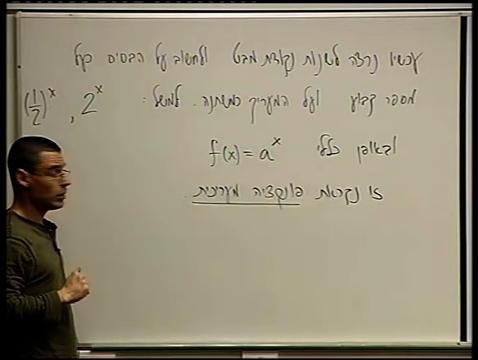 עכשיו נרצה לשנות נקודת מבט ולחשוב על הבסיס כעל
מספר קבוע ועל המעריך כמשתנה. למשל: 2^x , (1/2)^x
ובאופן כללי f(x) = a^x
זו נקראת פונקציה מעריכית